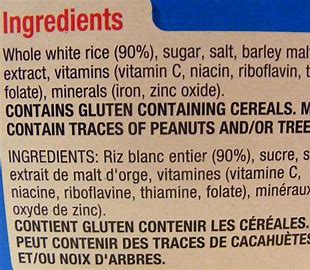 Ingredients
Whole white rice (90%), sugar, salt, barley mal
extract, vitamins (vitamin C, niacin, riboflavin, t
folate), minerals (iron, zinc oxide).
CONTAINS GLUTEN CONTAINING CEREALS. M
CONTAIN TRACES OF PEANUTS AND/OR TREE
INGREDIENTS: Riz blanc entier (90%), sucre, s
extrait de malt d'orge, vitamines (vitamine C,
niacine, riboflavine, thiamine, folate), minéraux
oxyde de zinc).
CONTIENT GLUTEN CONTENIR LES CÉRÉALES.
PEUT CONTENIR DES TRACES DE CACAHUÈTE
ET/OU NOIX D'ARBRES.